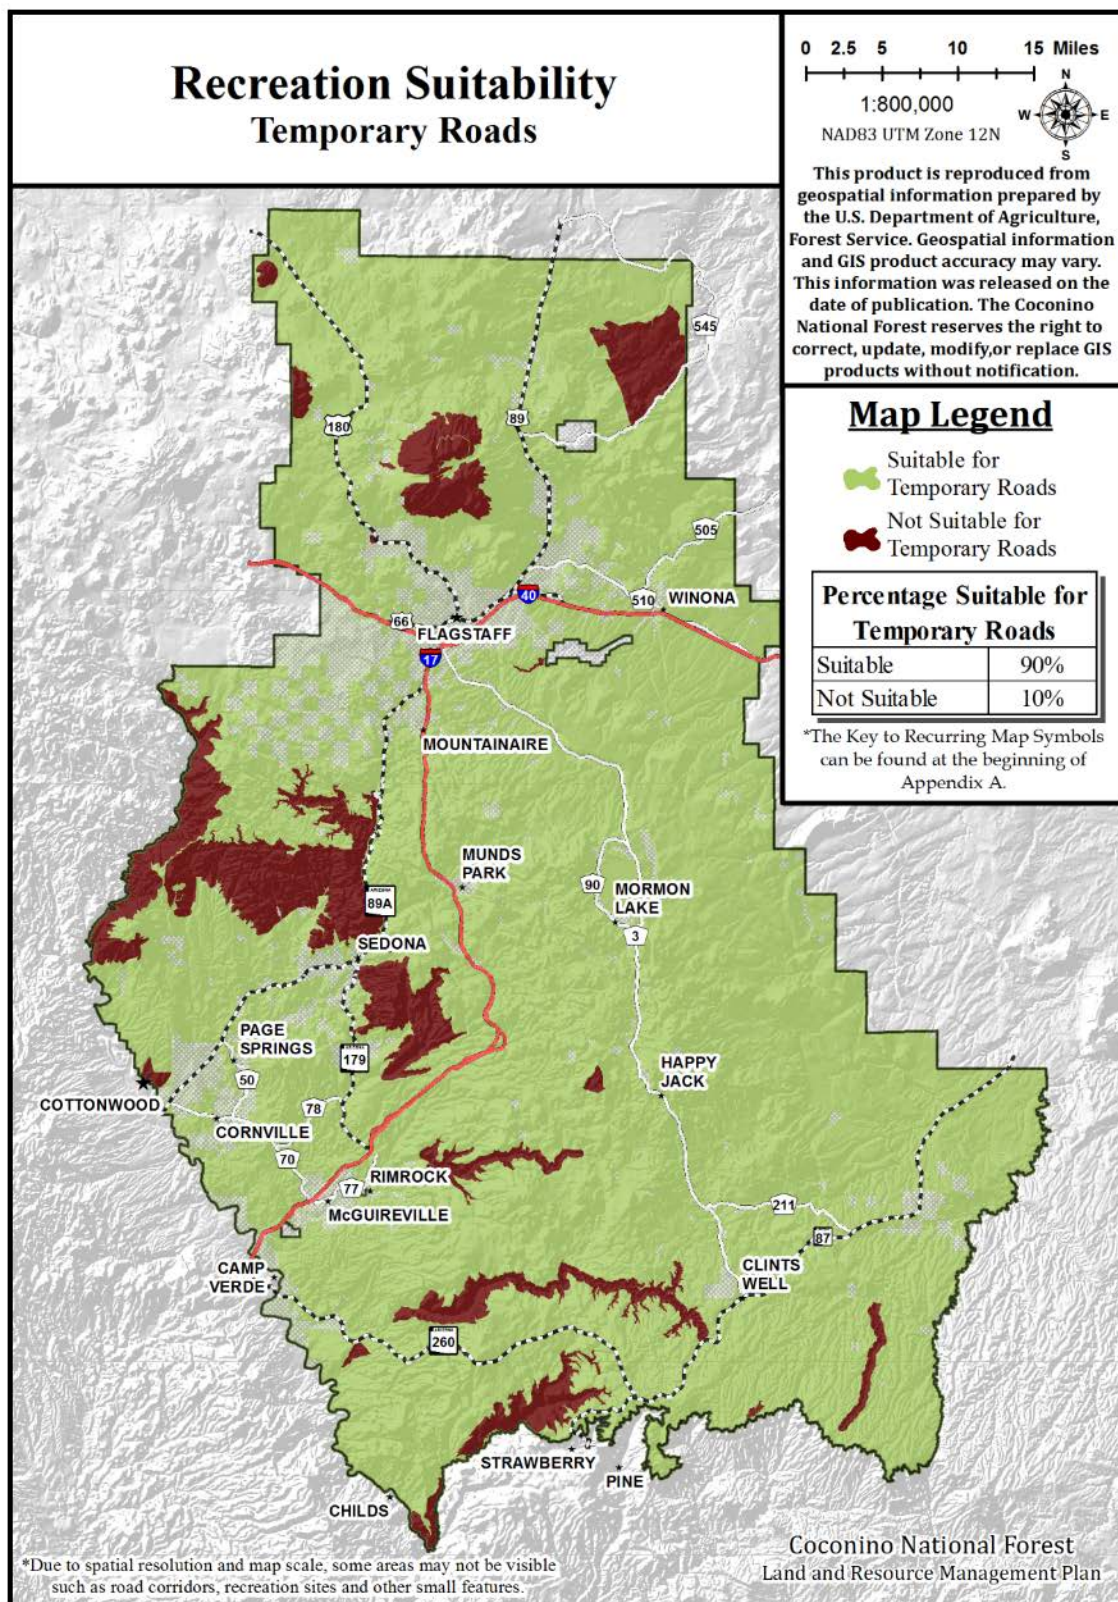 Recreation Suitability
Temporary Roads
0 2.5 5 10 15 Miles
1:800,000
NAD83 UTM Zone 12N
N
W E
S
This product is reproduced from
geospatial information prepared by
the U.S. Department of Agriculture,
Forest Service. Geospatial information
and GIS product accuracy may vary.
This information was released on the
date of publication. The Coconino
National Forest reserves the right to
correct, update, modify,or replace GIS
products without notification.
Map Legend
Suitable for
Temporary Roads
Not Suitable for
Temporary Roads
Percentage Suitable for
Temporary Roads
Suitable 90%
Not Suitable 10%
*The Key to Recurring Map Symbols
can be found at the beginning of
Appendix A.
545
180
89
505
40
510
WINONA
66
FLAGSTAFF
17
MOUNTAINAIRE
MUNDS
PARK
90
MORMON
LAKE
ARIZONA
89A
3
SEDONA
PAGE
SPRINGS
179
HAPPY
JACK
50
COTTONWOOD
78
CORNVILLE
70
RIMROCK
77
McGUIREVILLE
211
87
CAMP
VERDE
CLINTS
WELL
260
STRAWBERRY
PINE
CHILDS
*Due to spatial resolution and map scale, some areas may not be visible
such as road corridors, recreation sites and other small features.
Coconino National Forest
Land and Resource Management Plan